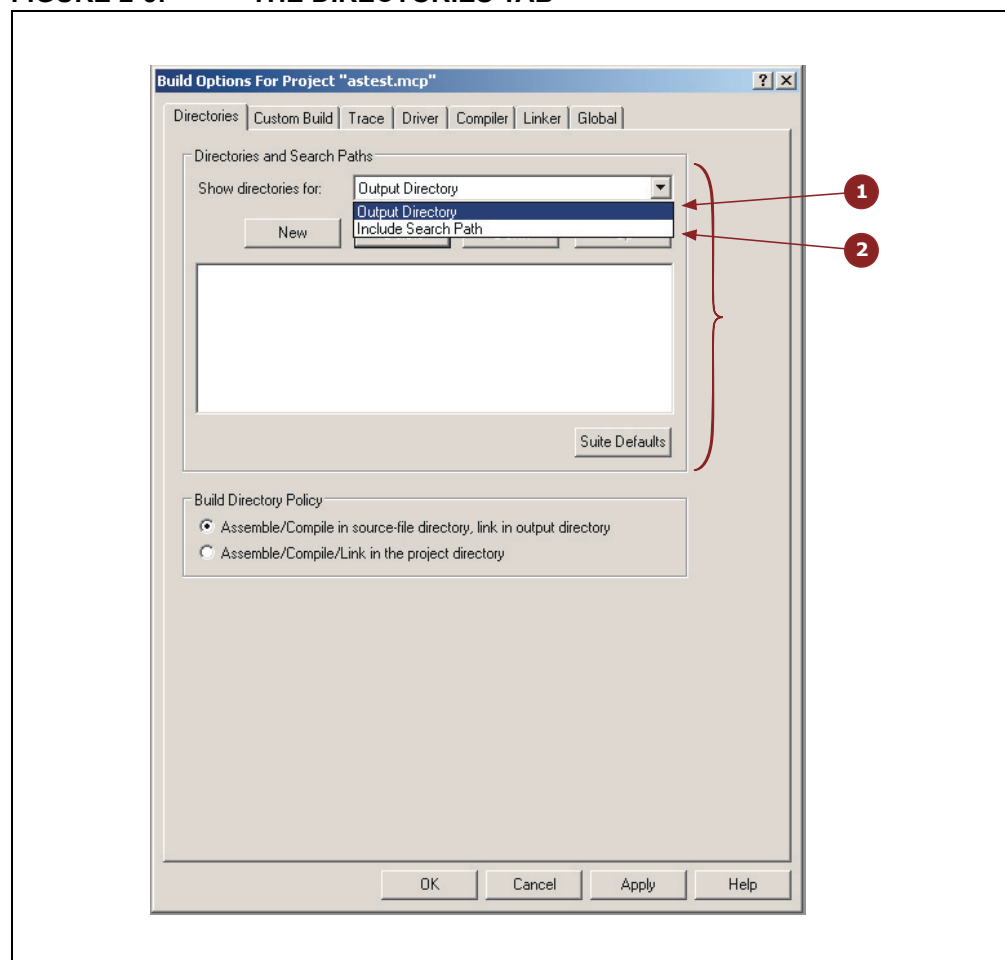 Build Options For Project "astest.mcp"
Directories Custom Build Trace Driver Compiler Linker Global
Directories and Search Paths
Show directories for: Output Directory
Output Directory
1
New Include Search Path
2
Suite Defaults
Build Directory Policy
Assemble/Compile in source-file directory, link in output directory
Assemble/Compile/Link in the project directory
OK Cancel Apply Help